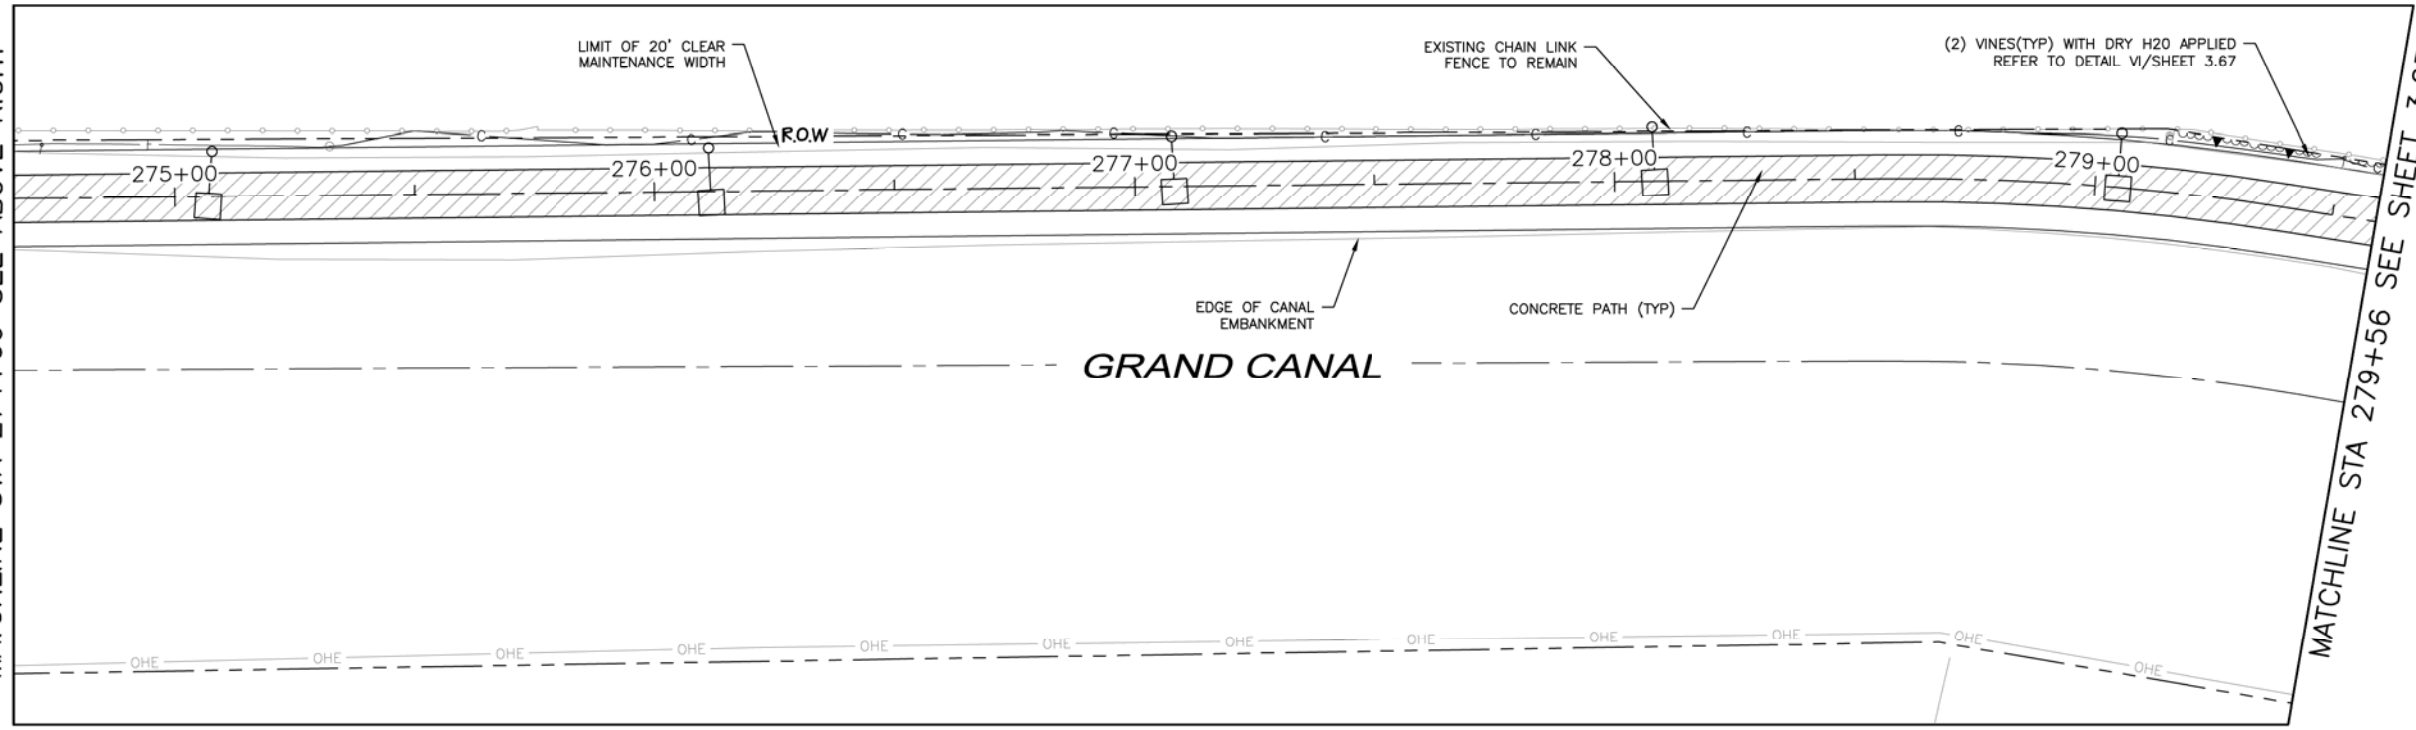 LIMIT OF 20' CLEAR
MAINTENANCE WIDTH
EXISTING CHAIN LINK
FENCE TO REMAIN
(2) VINES(TYP) WITH DRY H20 APPLIED
REFER TO DETAIL VI/SHEET 3.67
C
C
R.O.W
C
C
C
C
C
C
C
C
275+00
276+00
277+00
278+00
279+00
EDGE OF CANAL
EMBANKMENT
CONCRETE PATH (TYP)
GRAND CANAL
OHE
OHE
OHE
OHE
OHE
OHE
OHE
OHE
OHE
OHE
OHE
OHE
MATCHLINE STA 279+56 SEE SHEET